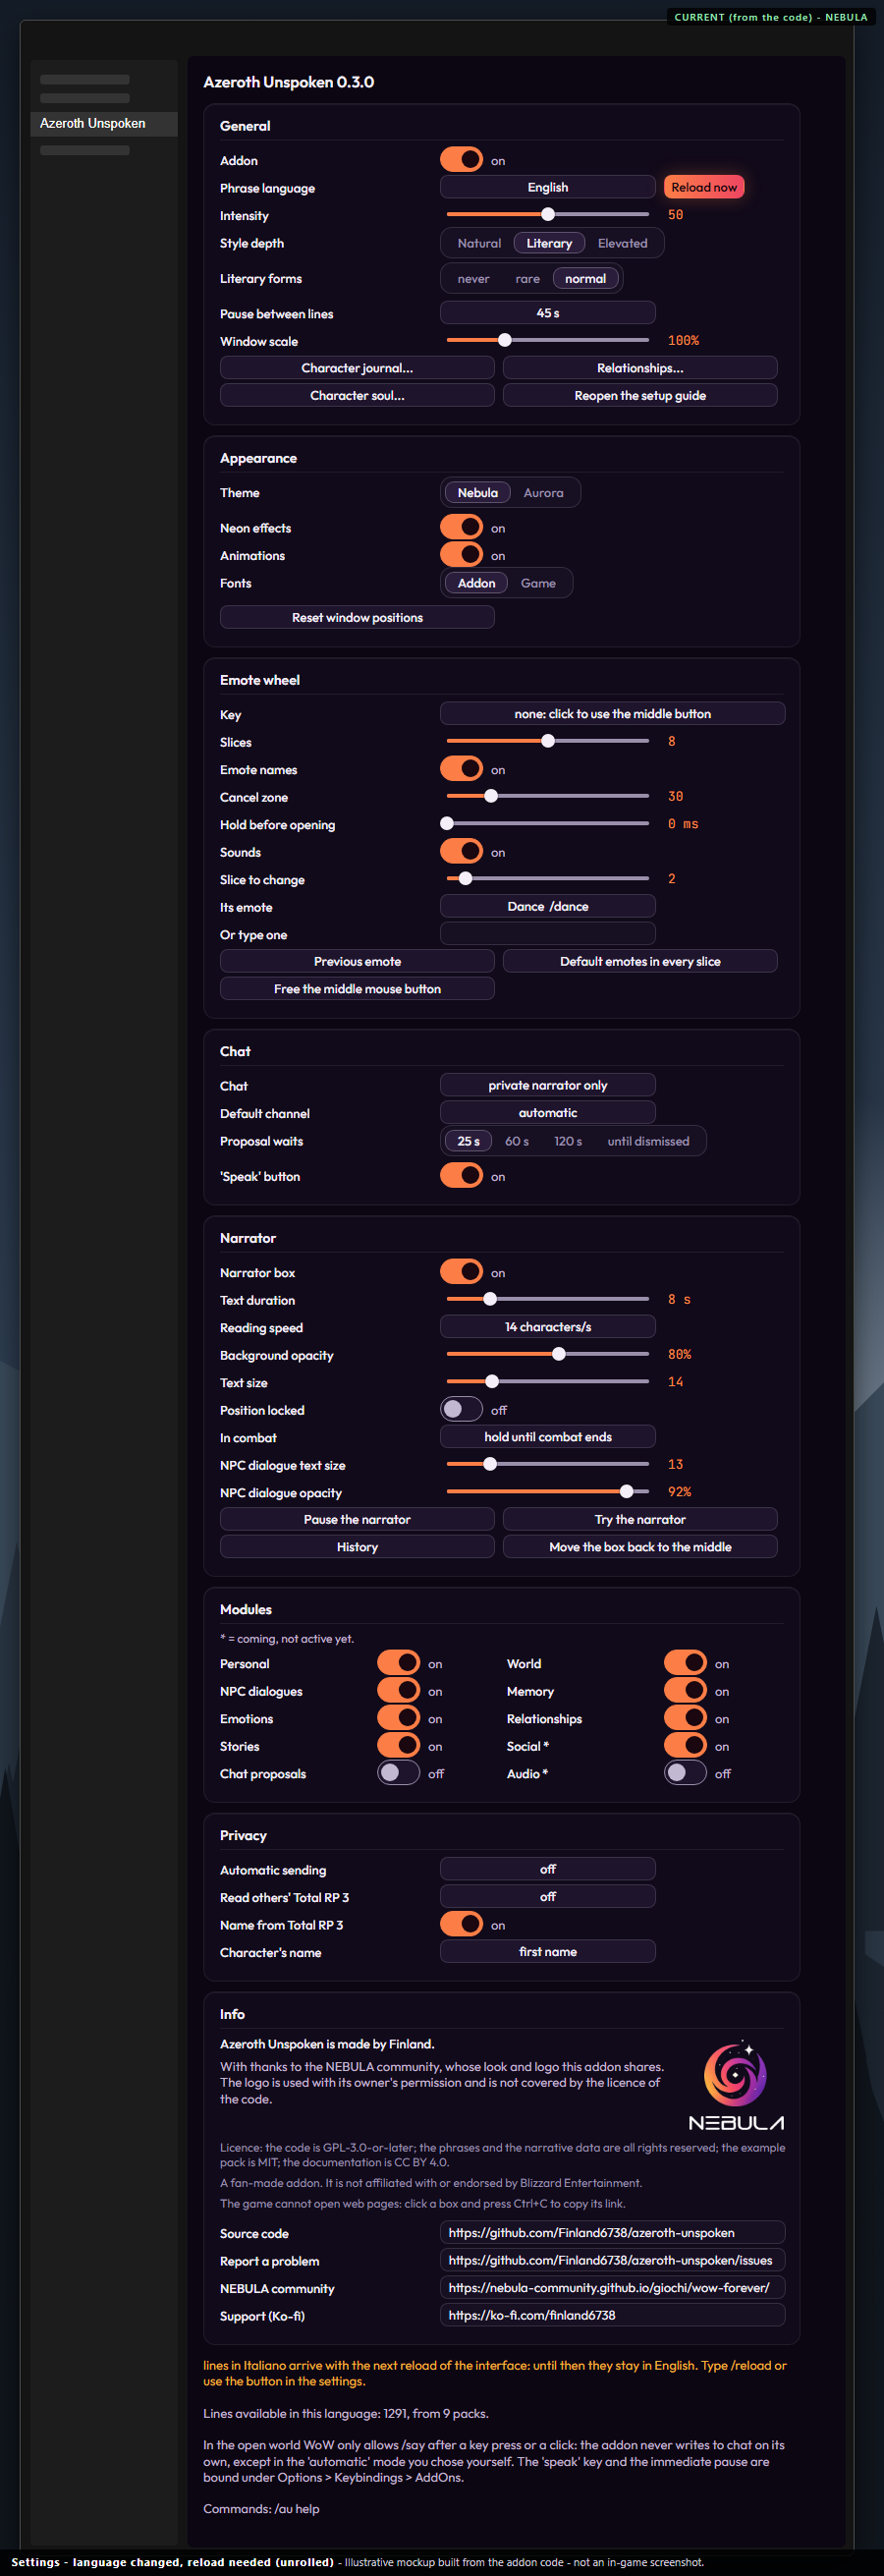 CURRENT (from the code) - NEBULA
Azeroth Unspoken
Azeroth Unspoken 0.3.0
General
Addon on
Phrase language English Reload now
Intensity 50
Style depth Natural Literary Elevated
Literary forms never rare normal
Pause between lines 45 s
Window scale 100%
Character journal... Relationships...
Character soul... Reopen the setup guide
Appearance
Theme Nebula Aurora
Neon effects on
Animations on
Fonts Addon Game
Reset window positions
Emote wheel
Key none: click to use the middle button
Slices 8
Emote names on
Cancel zone 30
Hold before opening 0 ms
Sounds on
Slice to change 2
Its emote Dance /dance
Or type one
Previous emote Default emotes in every slice
Free the middle mouse button
Chat
Chat private narrator only
Default channel automatic
Proposal waits 25 s 60 s 120 s until dismissed
'Speak' button on
Narrator
Narrator box on
Text duration 8 s
Reading speed 14 characters/s
Background opacity 80%
Text size 14
Position locked off
In combat hold until combat ends
NPC dialogue text size 13
NPC dialogue opacity 92%
Pause the narrator Try the narrator
History Move the box back to the middle
Modules
* = coming, not active yet.
Personal on World on
NPC dialogues on Memory on
Emotions on Relationships on
Stories on Social * on
Chat proposals off Audio * off
Privacy
Automatic sending off
Read others' Total RP 3 off
Name from Total RP 3 on
Character's name first name
Info
Azeroth Unspoken is made by Finland.
With thanks to the NEBULA community, whose look and logo this addon shares.
The logo is used with its owner's permission and is not covered by the licence of
the code.
NEBULA
Licence: the code is GPL-3.0-or-later; the phrases and the narrative data are all rights reserved; the example
pack is MIT; the documentation is CC BY 4.0.
A fan-made addon. It is not affiliated with or endorsed by Blizzard Entertainment.
The game cannot open web pages: click a box and press Ctrl+C to copy its link.
Source code https://github.com/Finland6738/azeroth-unspoken
Report a problem https://github.com/Finland6738/azeroth-unspoken/issues
NEBULA community https://nebula-community.github.io/giochi/wow-forever/
Support (Ko-fi) https://ko-fi.com/finland6738
lines in Italiano arrive with the next reload of the interface: until then they stay in English. Type /reload or
use the button in the settings.
Lines available in this language: 1291, from 9 packs.
In the open world WoW only allows /say after a key press or a click: the addon never writes to chat on its
own, except in the 'automatic' mode you chose yourself. The 'speak' key and the immediate pause are
bound under Options > Keybindings > AddOns.
Commands: /au help
Settings - language changed, reload needed (unrolled) - Illustrative mockup built from the addon code - not an in-game screenshot.